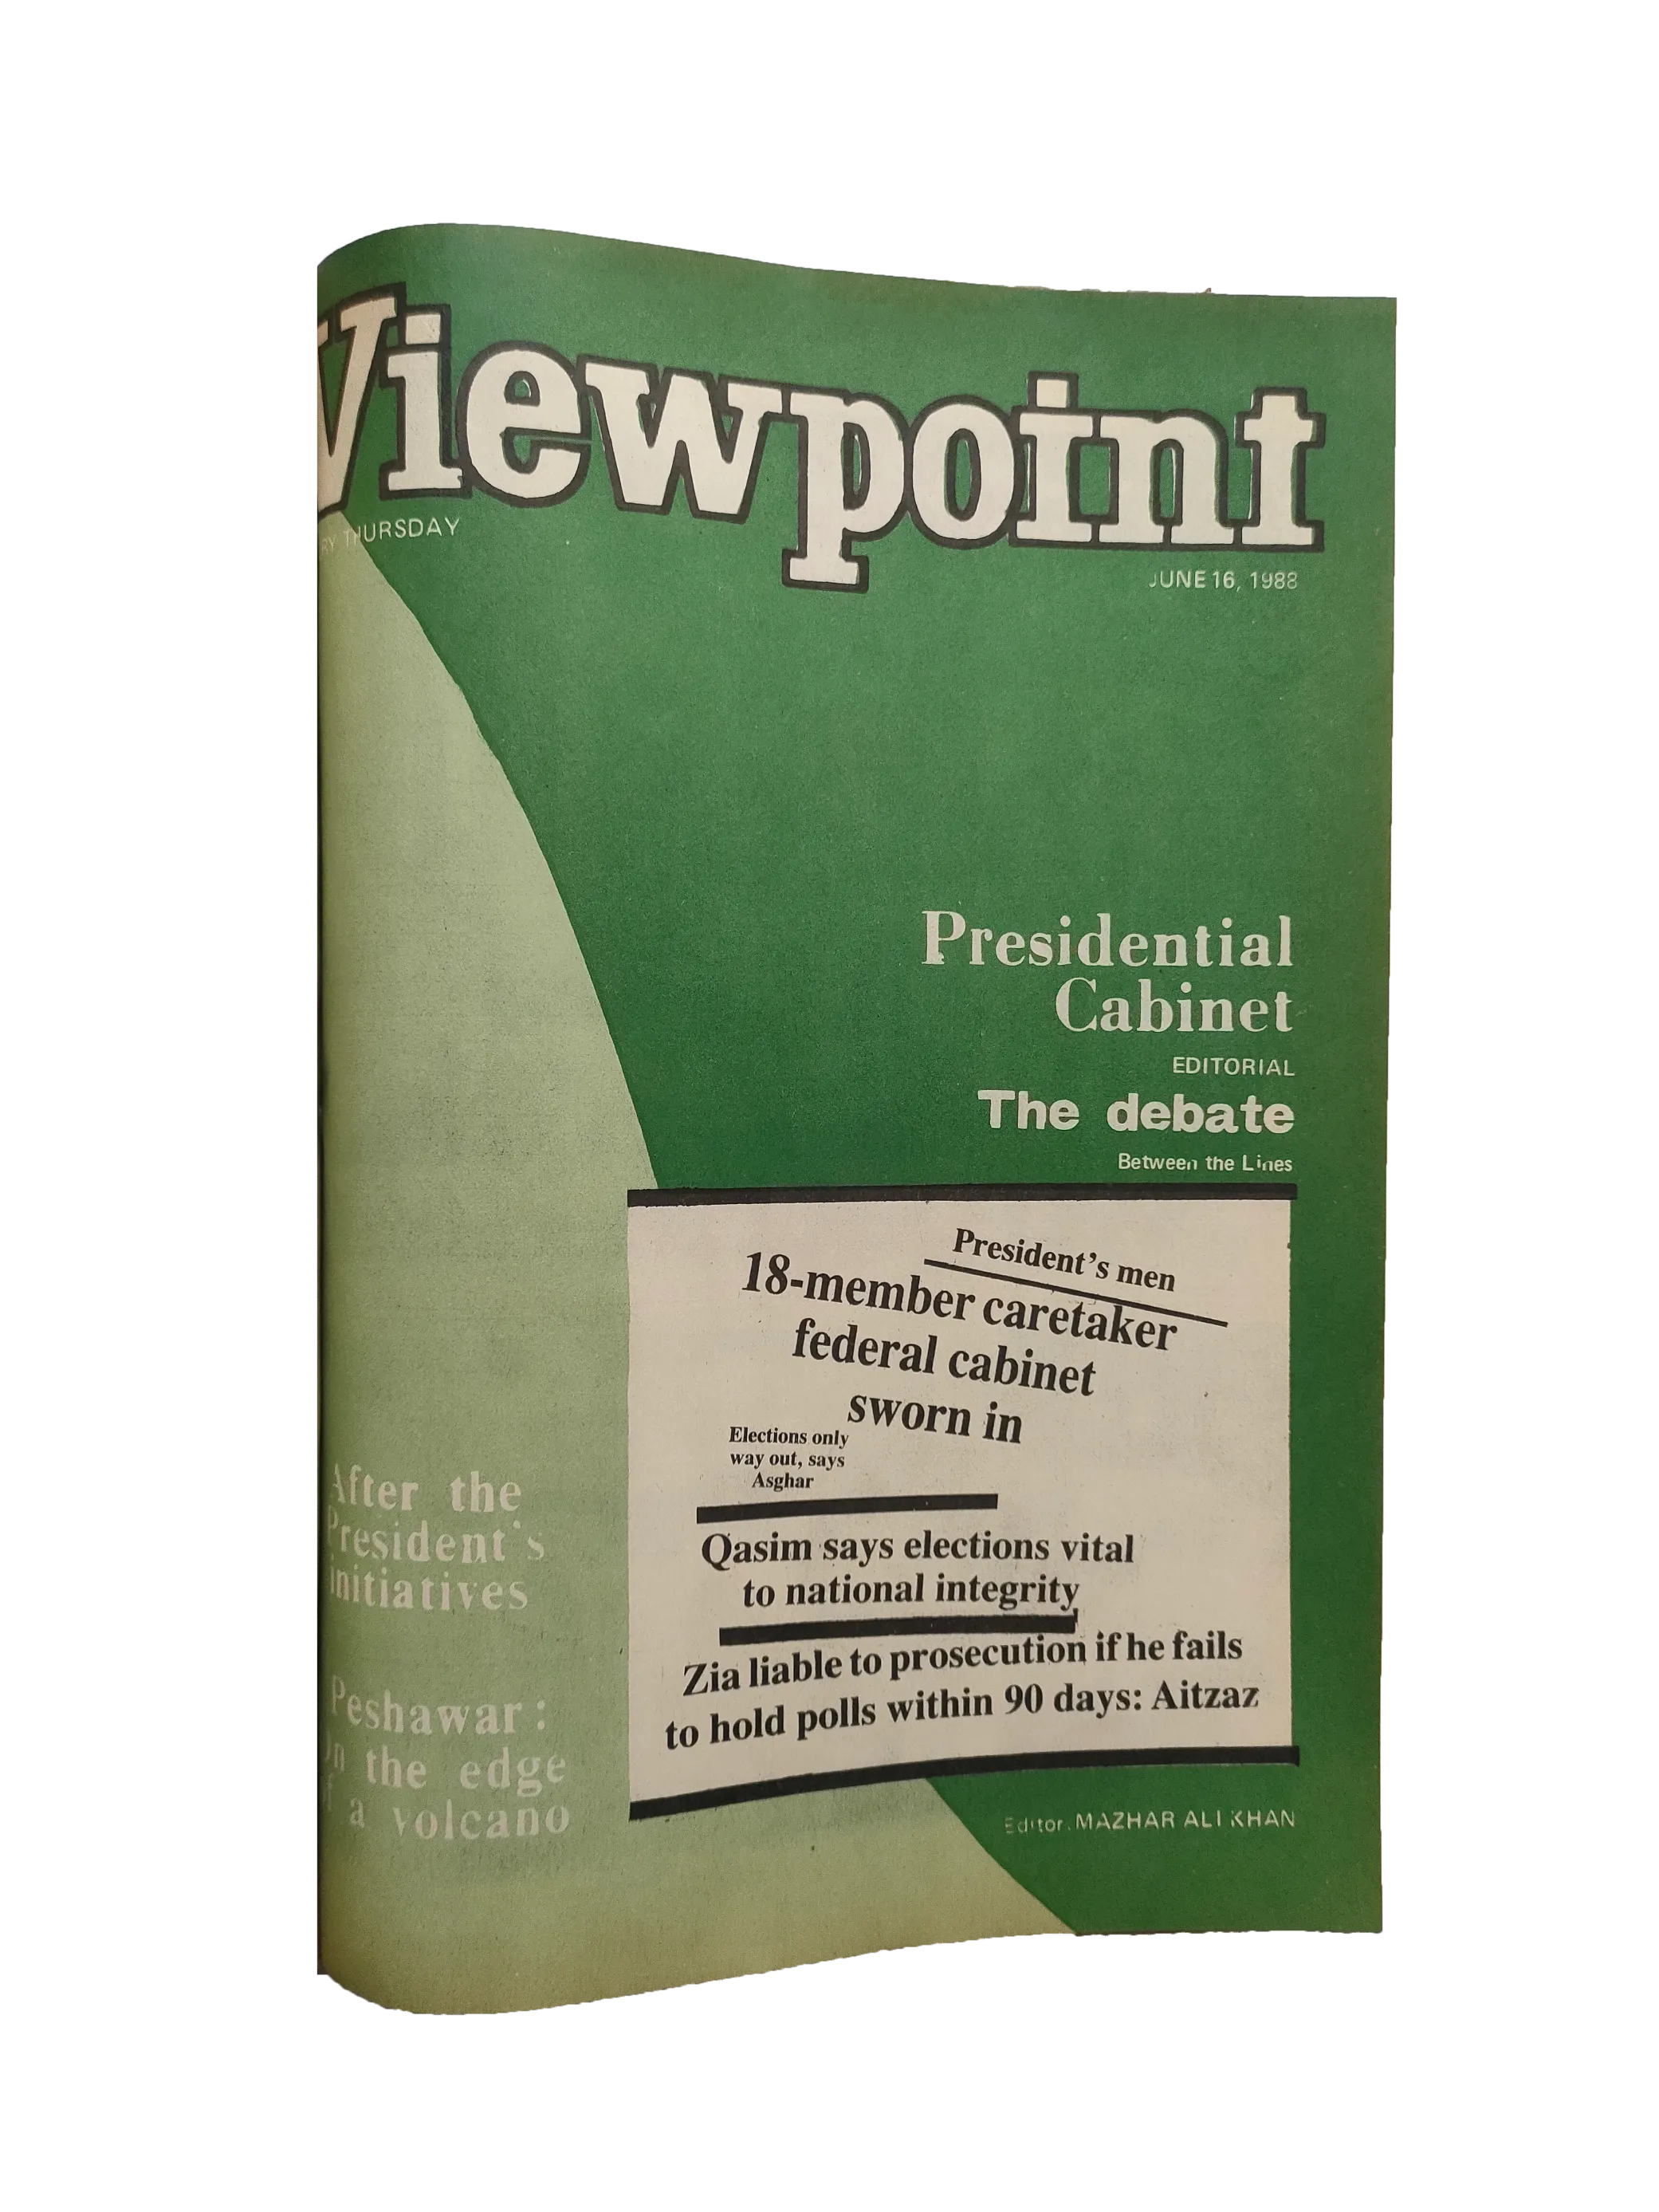 Viewpoint
RY THURSDAY
JUNE 16, 1988
Presidential
Cabinet
EDITORIAL
The debate
Between the Lines
President's men
18-member caretaker
federal cabinet
sworn in
Elections only
way out, says
Asghar
Qasim says elections vital
to national integrity
Zia liable to prosecution if he fails
to hold polls within 90 days: Aitzaz
After the
President's
initiatives
Peshawar:
On the edge
of a volcano
Editor. MAZHAR ALI KHAN